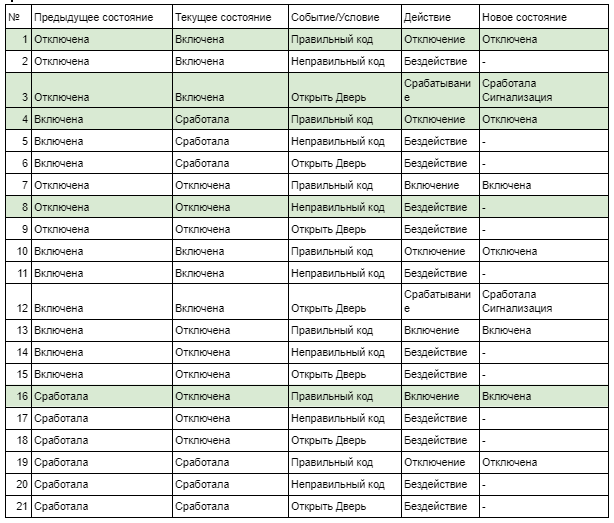 № Предыдущее состояние Текущее состояние Событие/Условие Действие Новое состояние
1 Отключена Включена Правильный код Отключение Отключена
2 Отключена Включена Неправильный код Бездействие -
3 Отключена Включена Открыть Дверь Срабатывание Сработала Сигнализация
4 Включена Сработала Правильный код Отключение Отключена
5 Включена Сработала Неправильный код Бездействие -
6 Включена Сработала Открыть Дверь Бездействие -
7 Отключена Отключена Правильный код Включение Включена
8 Отключена Отключена Неправильный код Бездействие -
9 Отключена Отключена Открыть Дверь Бездействие -
10 Включена Включена Правильный код Отключение Отключена
11 Включена Включена Неправильный код Бездействие -
12 Включена Включена Открыть Дверь Срабатывание Сработала Сигнализация
13 Включена Отключена Правильный код Включение Включена
14 Включена Отключена Неправильный код Бездействие -
15 Включена Отключена Открыть Дверь Бездействие -
16 Сработала Отключена Правильный код Включение Включена
17 Сработала Отключена Неправильный код Бездействие -
18 Сработала Отключена Открыть Дверь Бездействие -
19 Сработала Сработала Правильный код Отключение Отключена
20 Сработала Сработала Неправильный код Бездействие -
21 Сработала Сработала Открыть Дверь Бездействие -